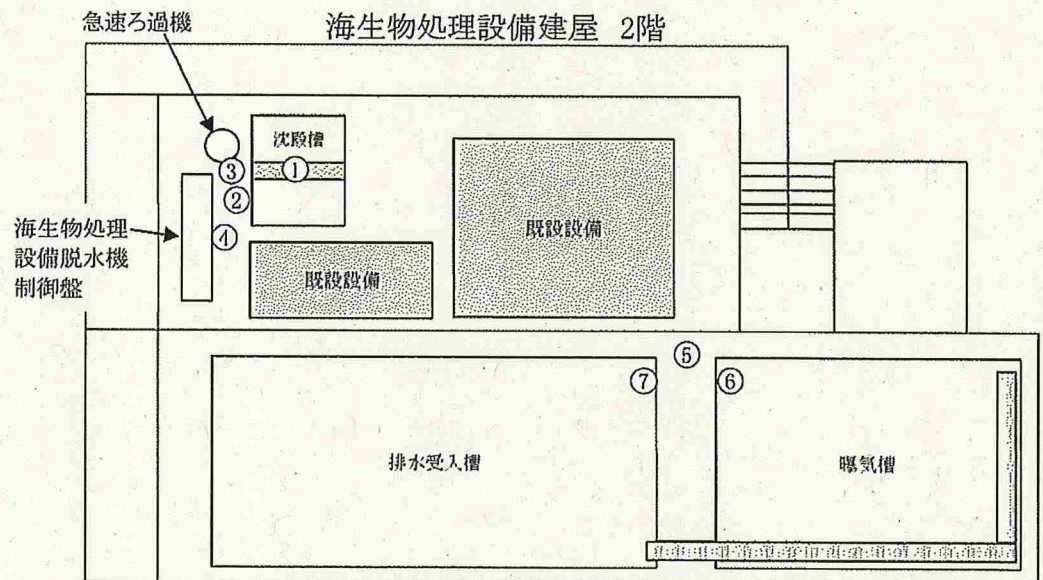 急速ろ過機
海生物処理設備建屋 2階
沈殿槽
③
①
②
海生物処理
設備脱水機
制御盤
④
既設設備
既設設備
⑤
⑦
⑥
排水受入槽
曝気槽